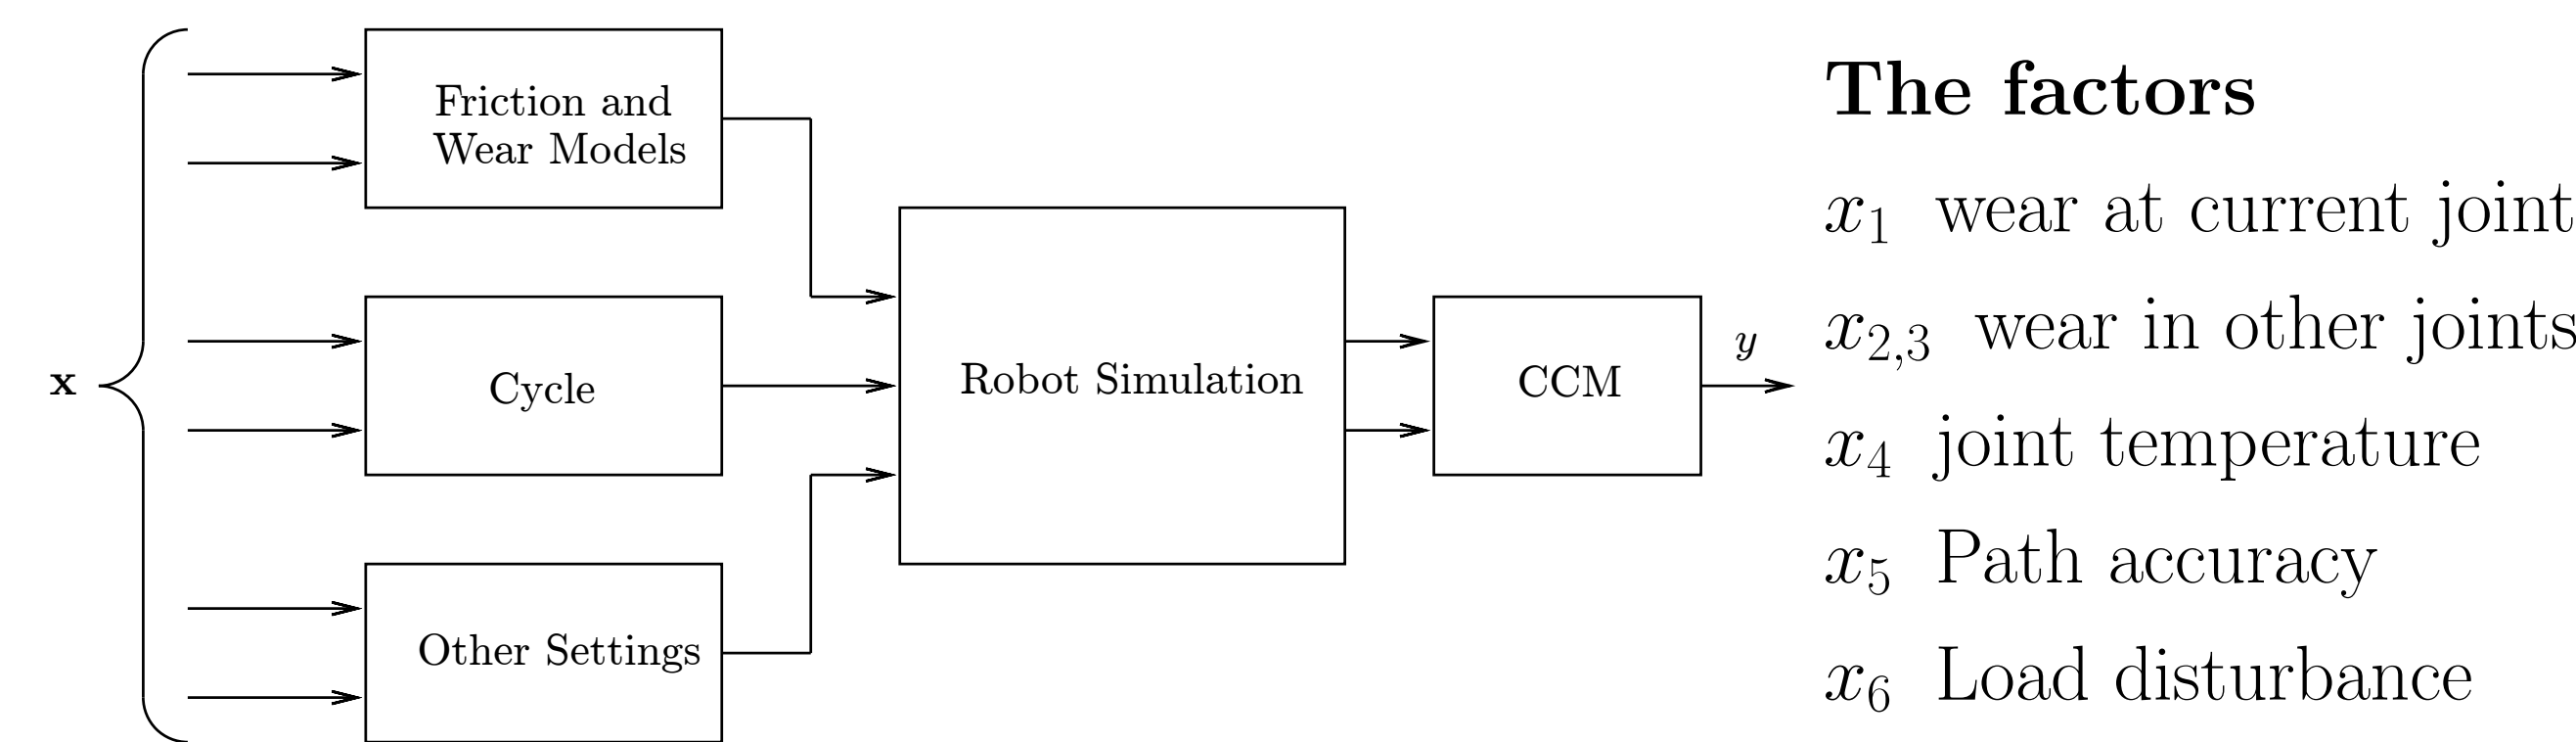 x
Friction and
Wear Models
Cycle
Other Settings
Robot Simulation
CCM
y
The factors
x₁ wear at current joint
x₂,₃ wear in other joints
x₄ joint temperature
x₅ Path accuracy
x₆ Load disturbance